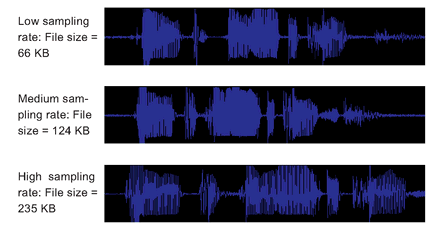 Low sampling
rate: File size =
66 KB
Medium sam-
pling rate: File
size = 124 KB
High sampling
rate: File size =
235 KB